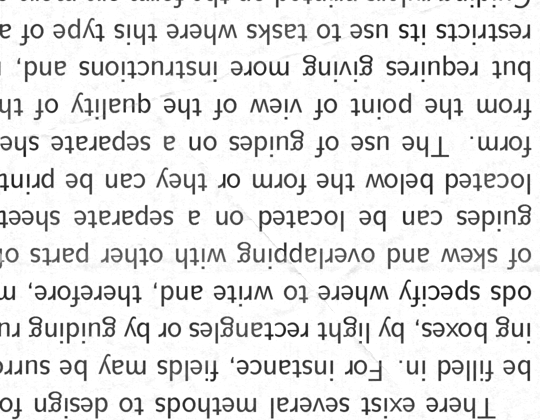 There exist several methods to design fo
be filled in. For instance, fields may be surr
ing boxes, by light rectangles or by guiding ru
ods specify where to write and, therefore, m
of skew and overlapping with other parts of
guides can be located on a separate sheet
located below the form or they can be print
form. The use of guides on a separate she
from the point of view of the quality of th
but requires giving more instructions and,
restricts its use to tasks where this type of a